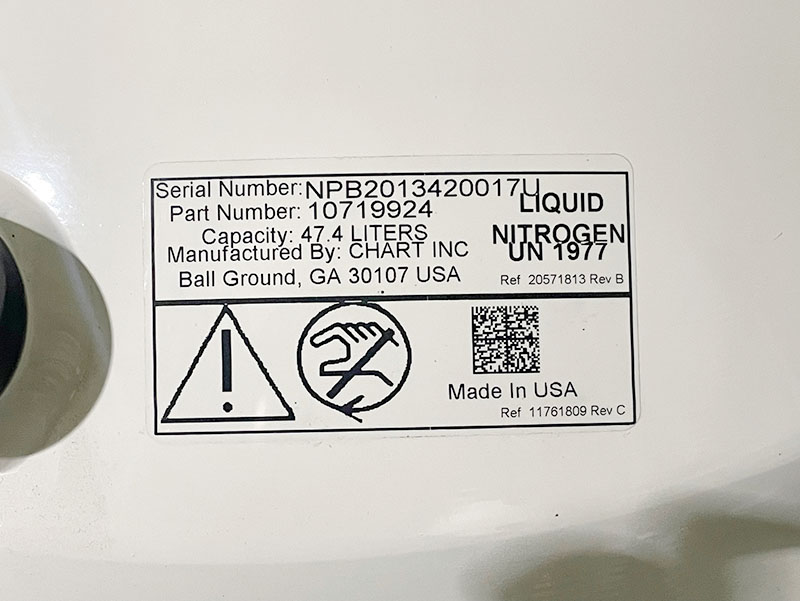 Serial Number: NPB2013420017U
Part Number: 10719924
Capacity: 47.4 LITERS
Manufactured By: CHART INC
Ball Ground, GA 30107 USA
LIQUID
NITROGEN
UN 1977
Ref 20571813 Rev B
Made In USA
Ref 11761809 Rev C